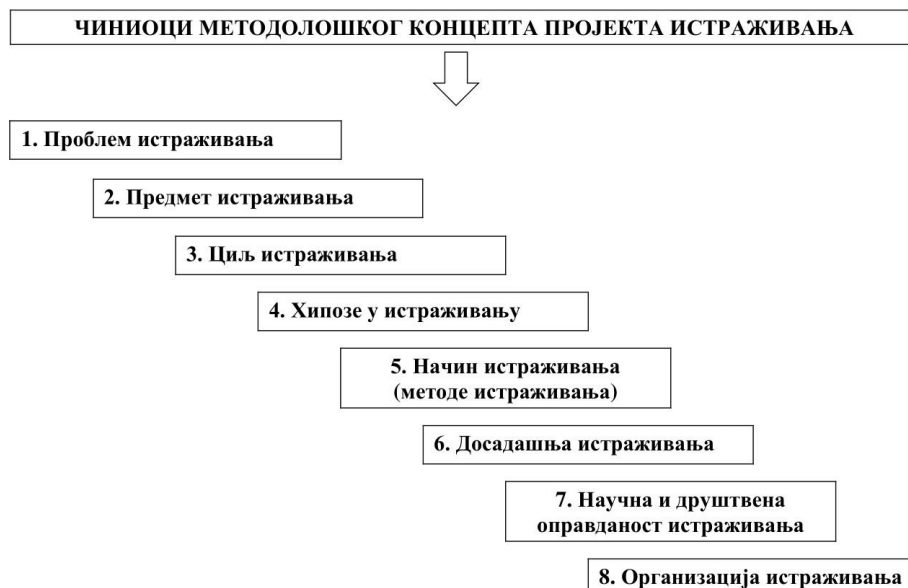 ЧИНИОЦИ МЕТОДОЛОШКОГ КОНЦЕПТА ПРОЈЕКТА ИСТРАЖИВАЊА
1. Проблем истраживања
2. Предмет истраживања
3. Циљ истраживања
4. Хипозе у истраживању
5. Начин истраживања
(методе истраживања)
6. Досадашња истраживања
7. Научна и друштвена
оправданост истраживања
8. Организација истраживања